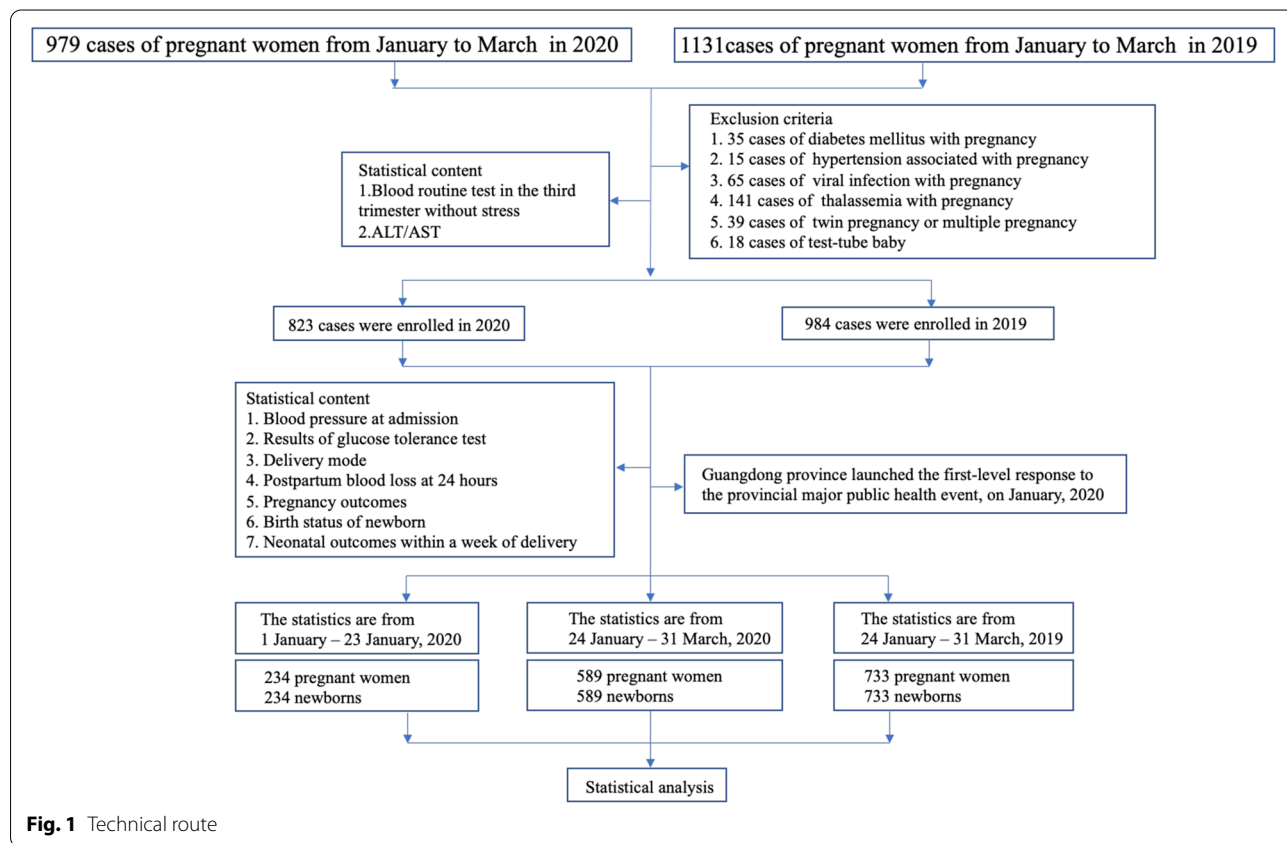 979 cases of pregnant women from January to March in 2020
1131cases of pregnant women from January to March in 2019
Exclusion criteria
1. 35 cases of diabetes mellitus with pregnancy
2. 15 cases of hypertension associated with pregnancy
3. 65 cases of viral infection with pregnancy
4. 141 cases of thalassemia with pregnancy
5. 39 cases of twin pregnancy or multiple pregnancy
6. 18 cases of test-tube baby
Statistical content
1.Blood routine test in the third
trimester without stress
2.ALT/AST
823 cases were enrolled in 2020
984 cases were enrolled in 2019
Statistical content
1. Blood pressure at admission
2. Results of glucose tolerance test
3. Delivery mode
4. Postpartum blood loss at 24 hours
5. Pregnancy outcomes
6. Birth status of newborn
7. Neonatal outcomes within a week of delivery
Guangdong province launched the first-level response to
the provincial major public health event, on January, 2020
The statistics are from
1 January – 23 January, 2020
The statistics are from
24 January – 31 March, 2020
The statistics are from
24 January – 31 March, 2019
234 pregnant women
234 newborns
589 pregnant women
589 newborns
733 pregnant women
733 newborns
Statistical analysis
Fig. 1 Technical route